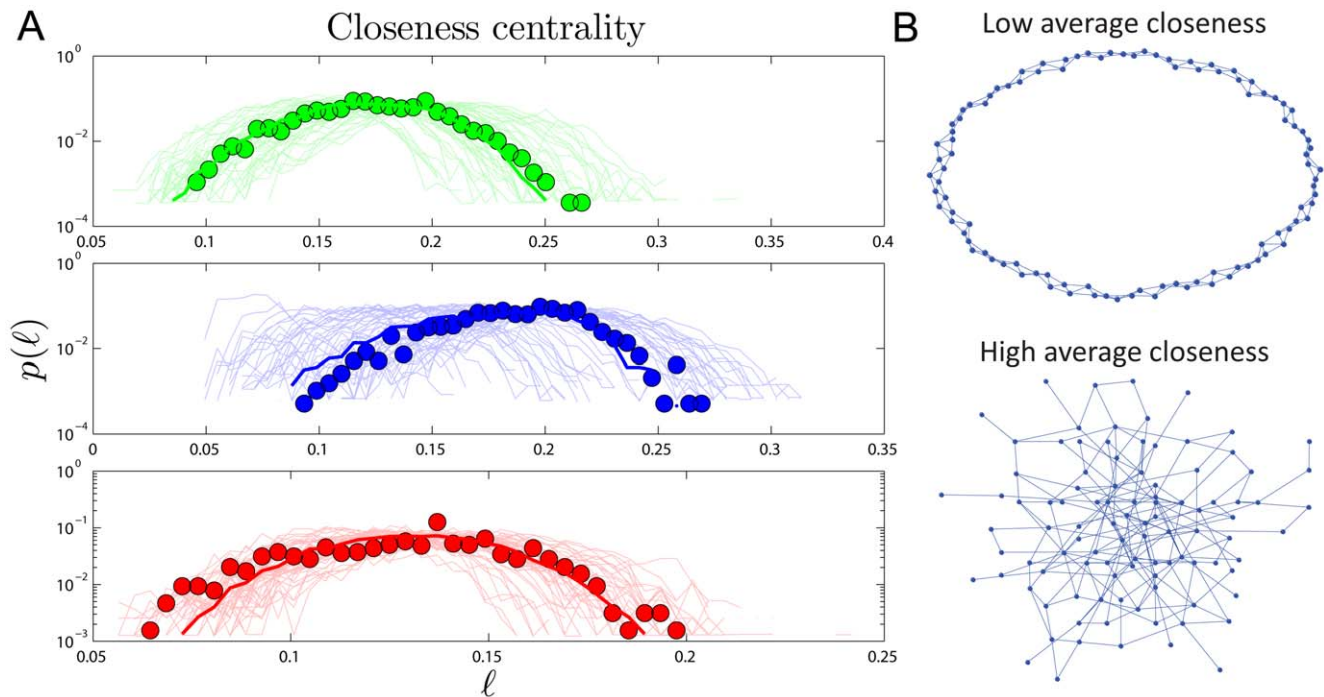 A
Closeness centrality
10^0
10^-2
10^-4
0.05 0.1 0.15 0.2 0.25 0.3 0.35 0.4
10^0
10^-2
10^-4
0 0.05 0.1 0.15 0.2 0.25 0.3 0.35
10^0
10^-1
10^-2
10^-3
0.05 0.1 0.15 0.2 0.25
p(ℓ)
ℓ
B
Low average closeness
High average closeness